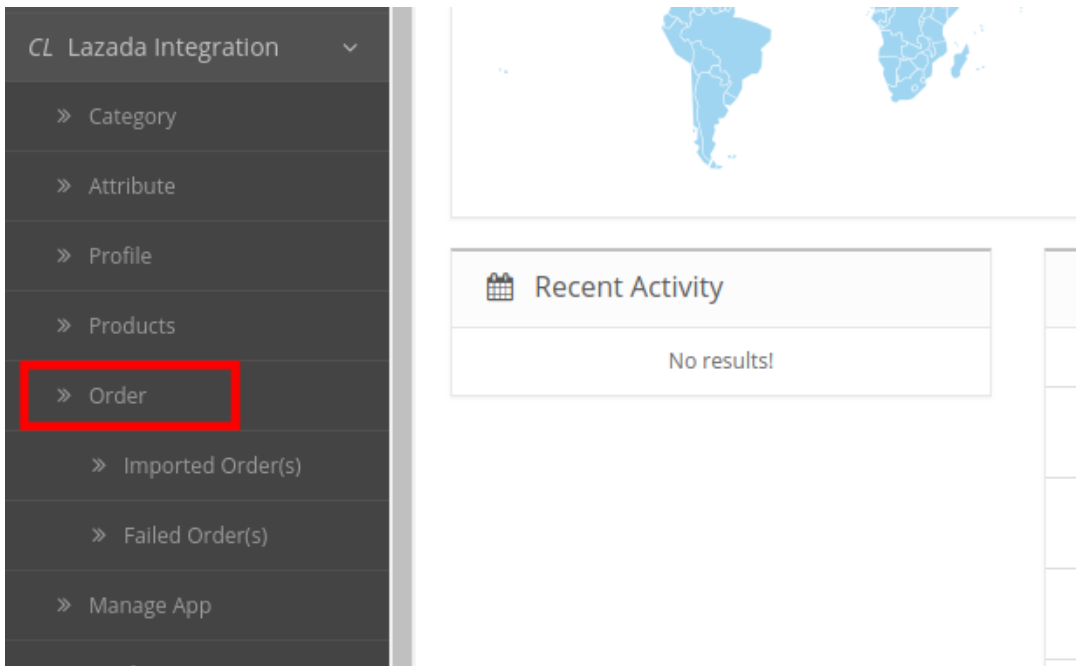 CL Lazada Integration
Category
Attribute
Profile
Products
Order
Imported Order(s)
Failed Order(s)
Manage App
Recent Activity
No results!